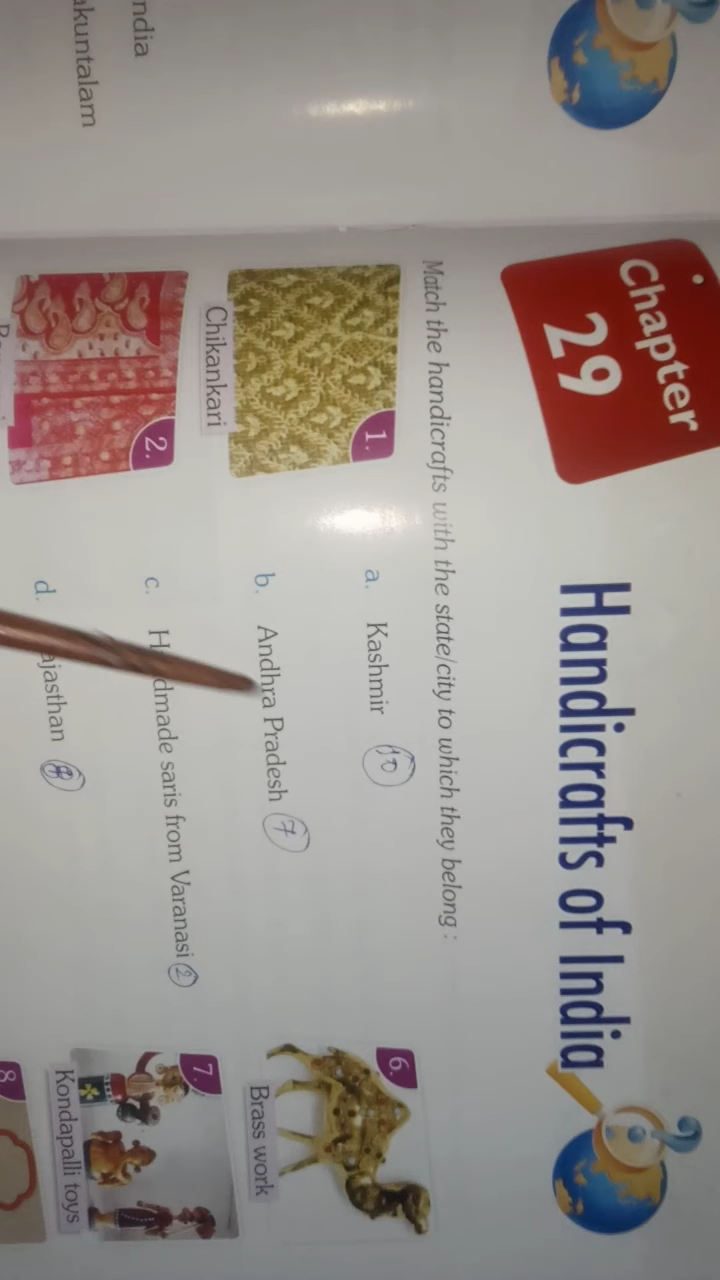 ndia
akuntalam
Chapter
29
Handicrafts of India
Match the handicrafts with the state/city to which they belong :
1.
Chikankari
2.
a. Kashmir 10
b. Andhra Pradesh 7
c. H dmade saris from Varanasi 2
d. ajasthan
6.
Brass work
7.
Kondapalli toys
8